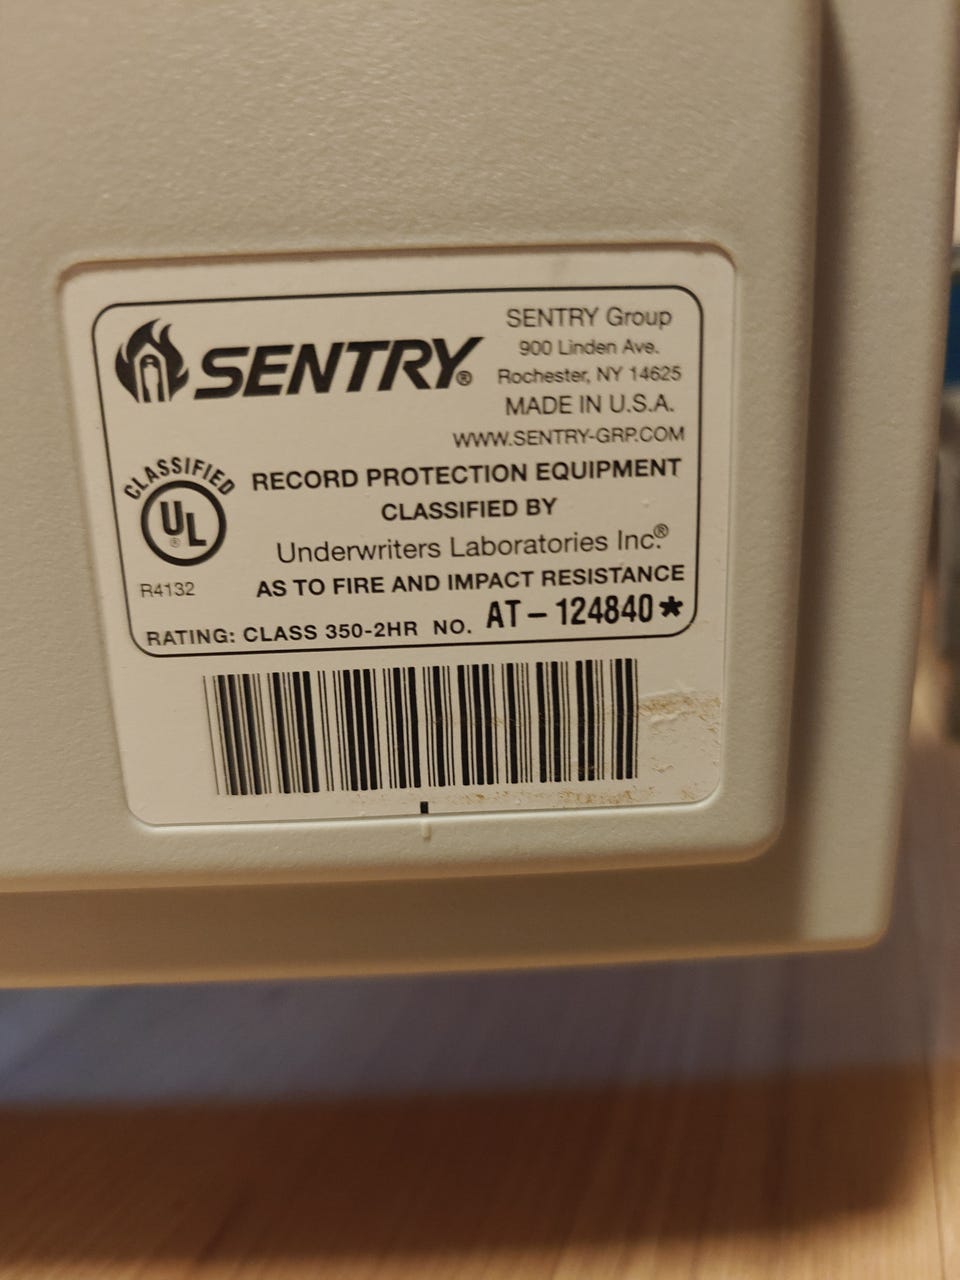 SENTRY®
SENTRY Group
900 Linden Ave.
Rochester, NY 14625
MADE IN U.S.A.
WWW.SENTRY-GRP.COM
CLASSIFIED
UL®
R4132
RECORD PROTECTION EQUIPMENT
CLASSIFIED BY
Underwriters Laboratories Inc.®
AS TO FIRE AND IMPACT RESISTANCE
RATING: CLASS 350-2HR NO. AT-124840★